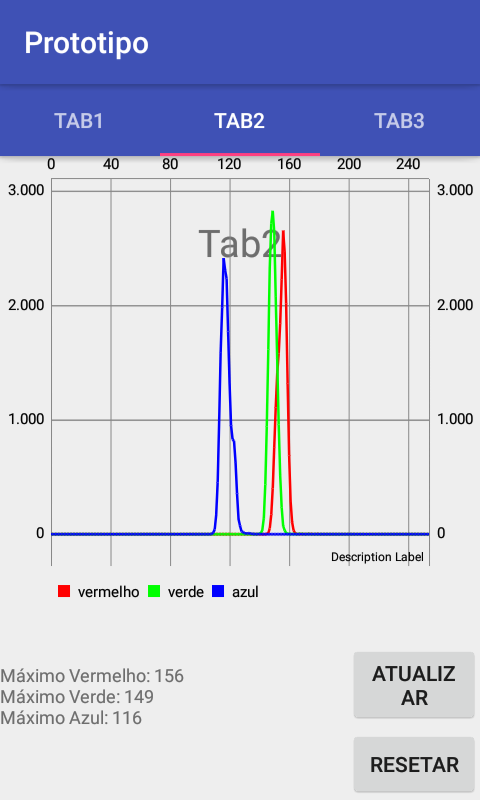 Prototipo
TAB1 TAB2 TAB3
0 40 80 120 160 200 240
3.000 3.000
Tab2
2.000 2.000
1.000 1.000
0 0
Description Label
vermelho verde azul
Máximo Vermelho: 156
Máximo Verde: 149
Máximo Azul: 116
ATUALIZ
AR
RESETAR